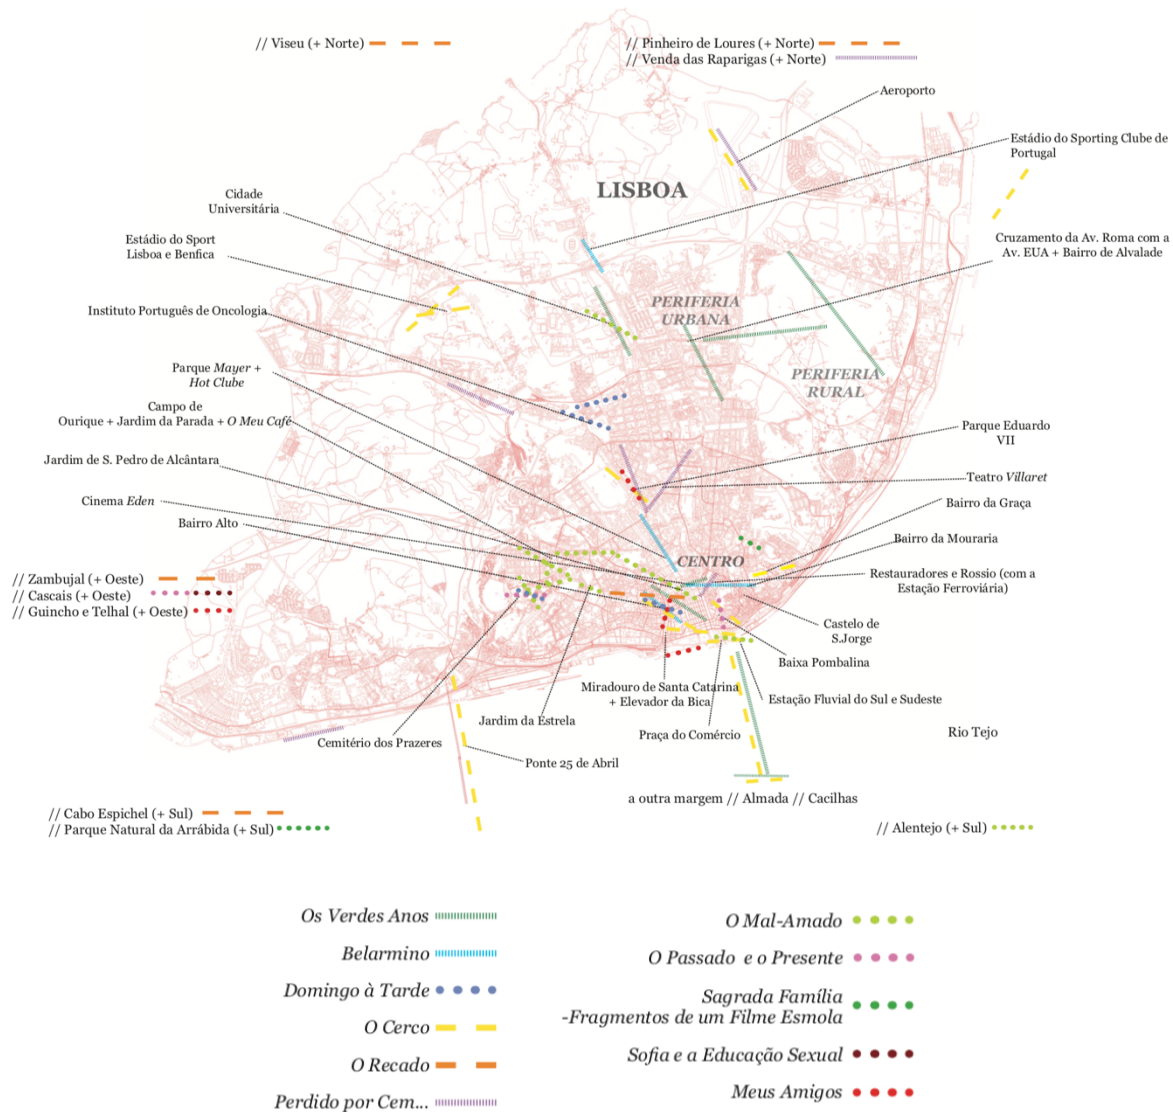 // Viseu (+ Norte)
// Pinheiro de Loures (+ Norte)
// Venda das Raparigas (+ Norte)
Aeroporto
Estádio do Sporting Clube de
Portugal
LISBOA
Cidade
Universitária
Estádio do Sport
Lisboa e Benfica
Cruzamento da Av. Roma com a
Av. EUA + Bairro de Alvalade
PERIFERIA
URBANA
Instituto Português de Oncologia
PERIFERIA
RURAL
Parque Mayer +
Hot Clube
Campo de
Ourique + Jardim da Parada + O Meu Café
Parque Eduardo
VII
Jardim de S. Pedro de Alcântara
Teatro Villaret
Cinema Eden
Bairro da Graça
Bairro Alto
Bairro da Mouraria
CENTRO
Restauradores e Rossio (com a
Estação Ferroviária)
// Zambujal (+ Oeste)
// Cascais (+ Oeste)
// Guincho e Telhal (+ Oeste)
Castelo de
S.Jorge
Baixa Pombalina
Miradouro de Santa Catarina
+ Elevador da Bica
Estação Fluvial do Sul e Sudeste
Jardim da Estrela
Praça do Comércio
Rio Tejo
Cemitério dos Prazeres
Ponte 25 de Abril
a outra margem // Almada // Cacilhas
// Cabo Espichel (+ Sul)
// Parque Natural da Arrábida (+ Sul)
// Alentejo (+ Sul)
Os Verdes Anos
Belarmino
Domingo à Tarde
O Cerco
O Recado
Perdido por Cem...
O Mal-Amado
O Passado e o Presente
Sagrada Família
-Fragmentos de um Filme Esmola
Sofia e a Educação Sexual
Meus Amigos